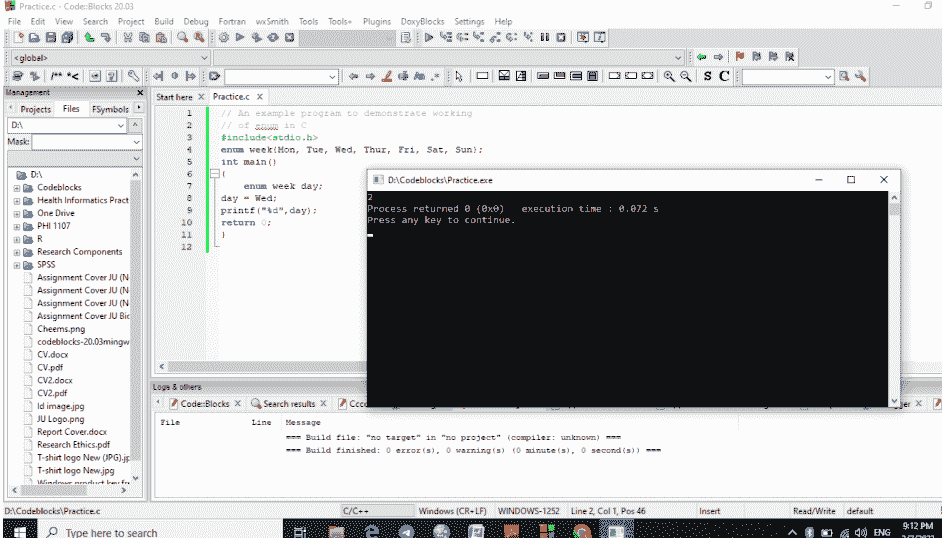 Practice.c - Code::Blocks 20.03
File Edit View Search Project Build Debug Fortran wxSmith Tools Tools+ Plugins DoxyBlocks Settings Help
<global>
/** *<
.*
S C
Management
Projects Files FSymbols
D:\
Mask:
D:\
Codeblocks
Health Informatics Pract
One Drive
PHI 1107
R
Research Components
SPSS
Assignment Cover JU (N
Assignment Cover JU (N
Assignment Cover JU (N
Assignment Cover JU Bi
Cheems.png
codeblocks-20.03mingw
CV.docx
CV.pdf
CV2.docx
CV2.pdf
Id image.jpg
JU Logo.png
Report Cover.docx
Research Ethics.pdf
T-shirt logo New (JPG).jp
T-shirt logo New.jpg
Windows product key fr
Start here Practice.c
1 // An example program to demonstrate working
2 // of enum in C
3 #include<stdio.h>
4 enum week{Mon, Tue, Wed, Thur, Fri, Sat, Sun};
5 int main()
6 {
7 enum week day;
8 day = Wed;
9 printf("%d",day);
10 return 0;
11 }
12
D:\Codeblocks\Practice.exe
2
Process returned 0 (0x0) execution time : 0.072 s
Press any key to continue.
Logs & others
Code::Blocks Search results Ccco
File Line Message
=== Build file: "no target" in "no project" (compiler: unknown) ===
=== Build finished: 0 error(s), 0 warning(s) (0 minute(s), 0 second(s)) ===
D:\Codeblocks\Practice.c C/C++ Windows (CR+LF) WINDOWS-1252 Line 2, Col 1, Pos 46 Insert Read/Write default
Type here to search
ENG
9:12 PM